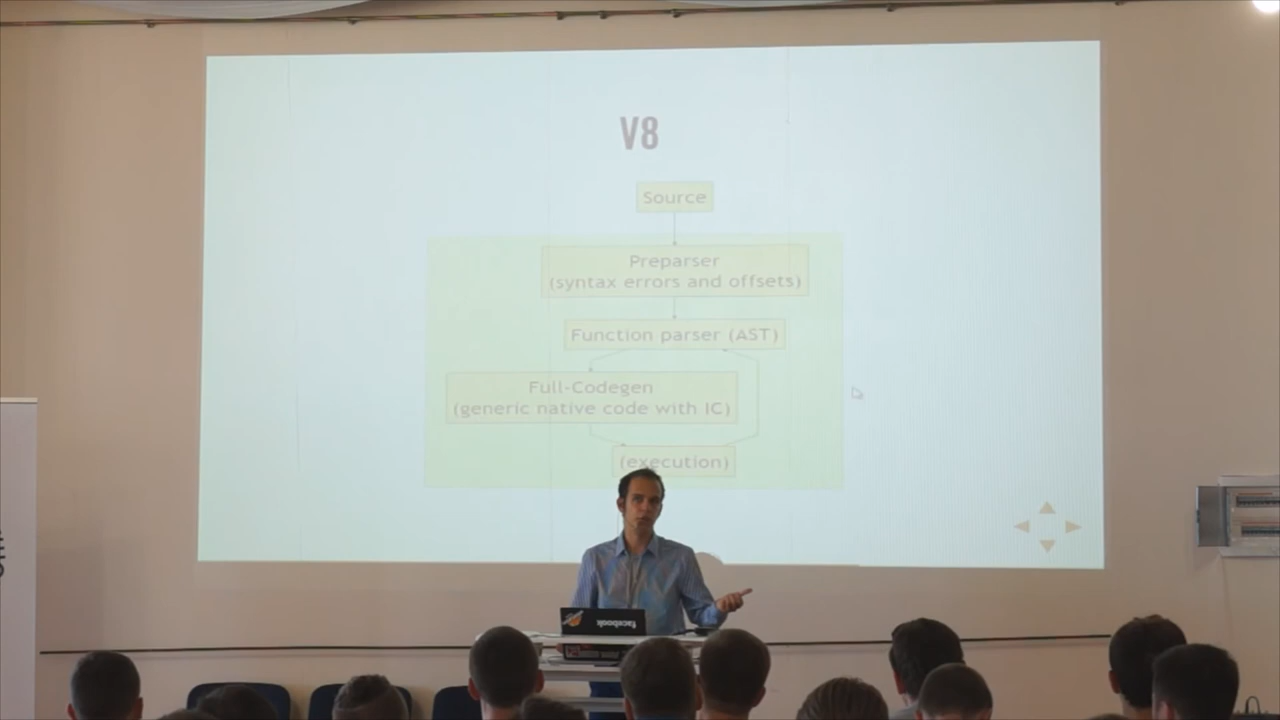 V8
Source
Preparser
(syntax errors and offsets)
Function parser (AST)
Full-Codegen
(generic native code with IC)
(execution)
facebook